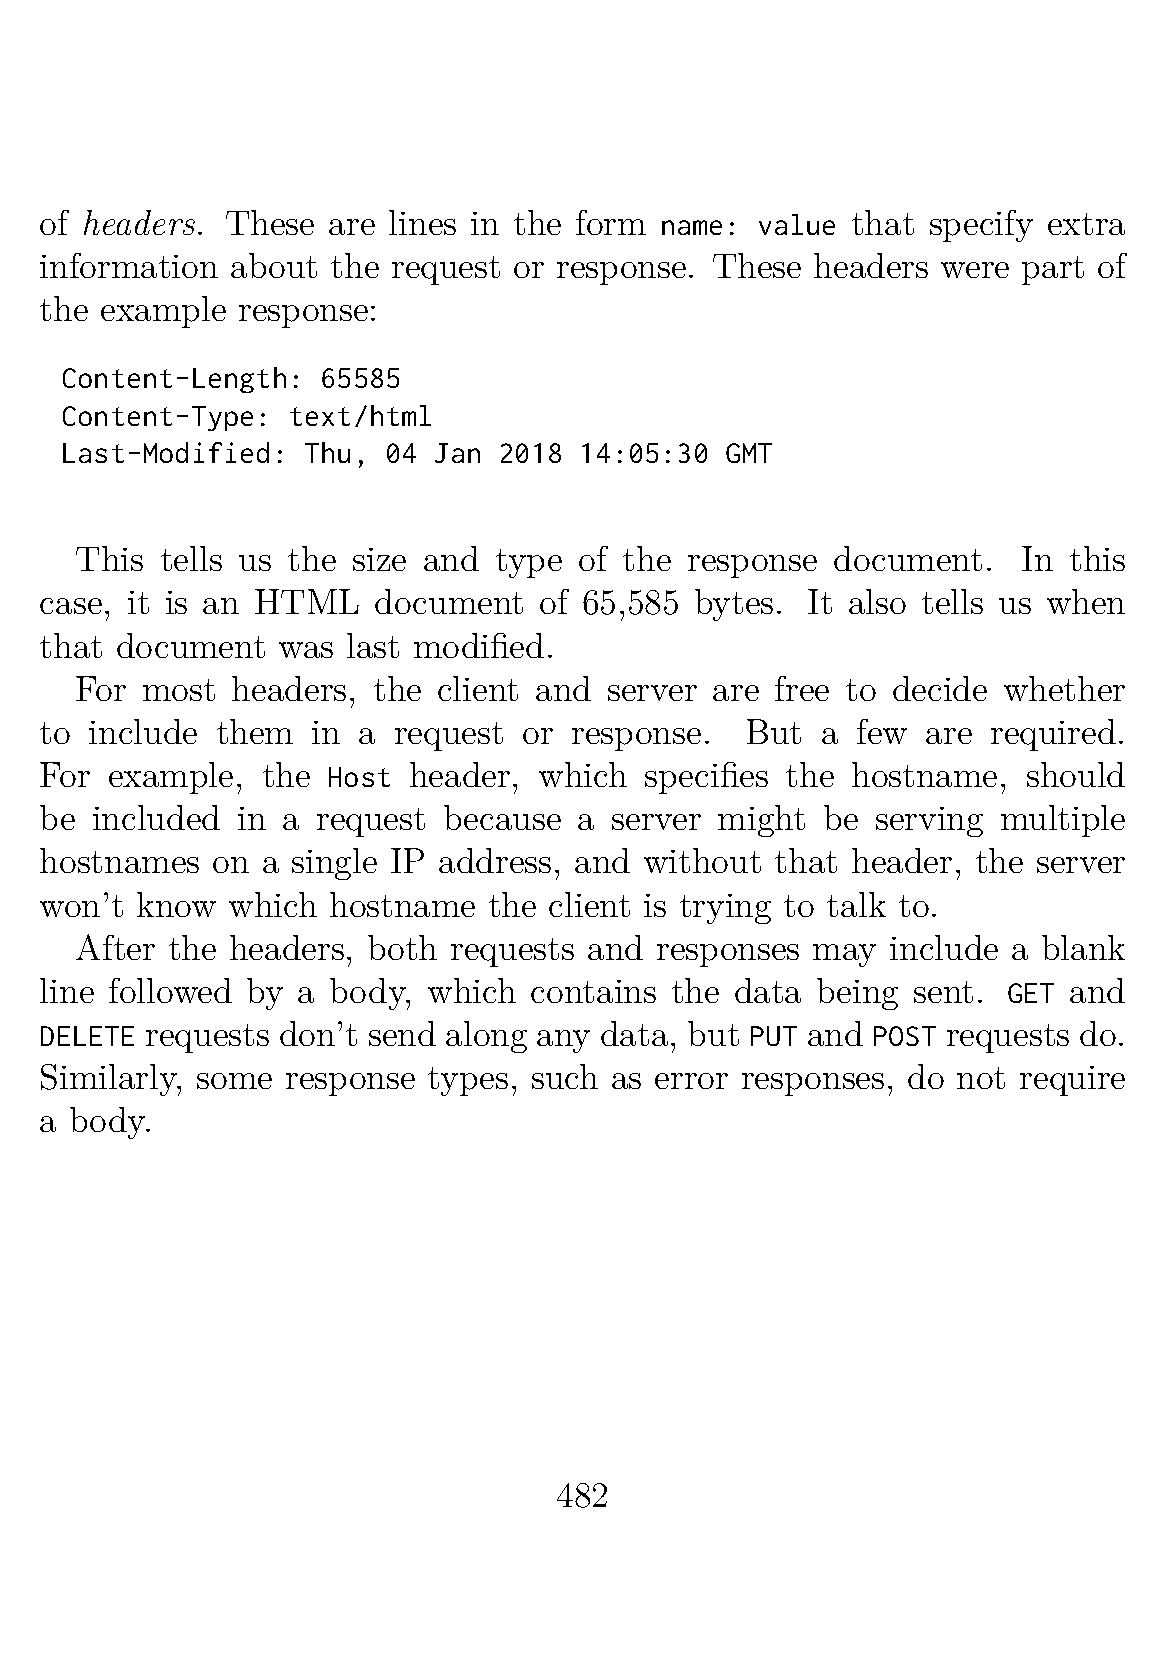 of headers. These are lines in the form name: value that specify extra
information about the request or response. These headers were part of
the example response:
Content-Length: 65585
Content-Type: text/html
Last-Modified: Thu, 04 Jan 2018 14:05:30 GMT
This tells us the size and type of the response document. In this
case, it is an HTML document of 65,585 bytes. It also tells us when
that document was last modified.
For most headers, the client and server are free to decide whether
to include them in a request or response. But a few are required.
For example, the Host header, which specifies the hostname, should
be included in a request because a server might be serving multiple
hostnames on a single IP address, and without that header, the server
won't know which hostname the client is trying to talk to.
After the headers, both requests and responses may include a blank
line followed by a body, which contains the data being sent. GET and
DELETE requests don't send along any data, but PUT and POST requests do.
Similarly, some response types, such as error responses, do not require
a body.
482